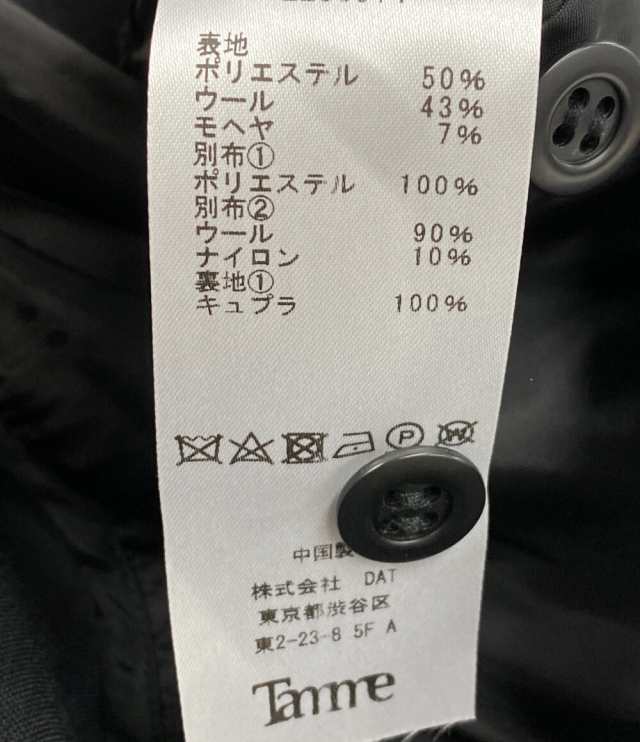 表地
ポリエステル 50%
ウール 43%
モヘヤ 7%
別布①
ポリエステル 100%
別布②
ウール 90%
ナイロン 10%
裏地①
キュプラ 100%
P W
中国製
株式会社 DAT
東京都渋谷区
東2-23-8 5F A
Tamme